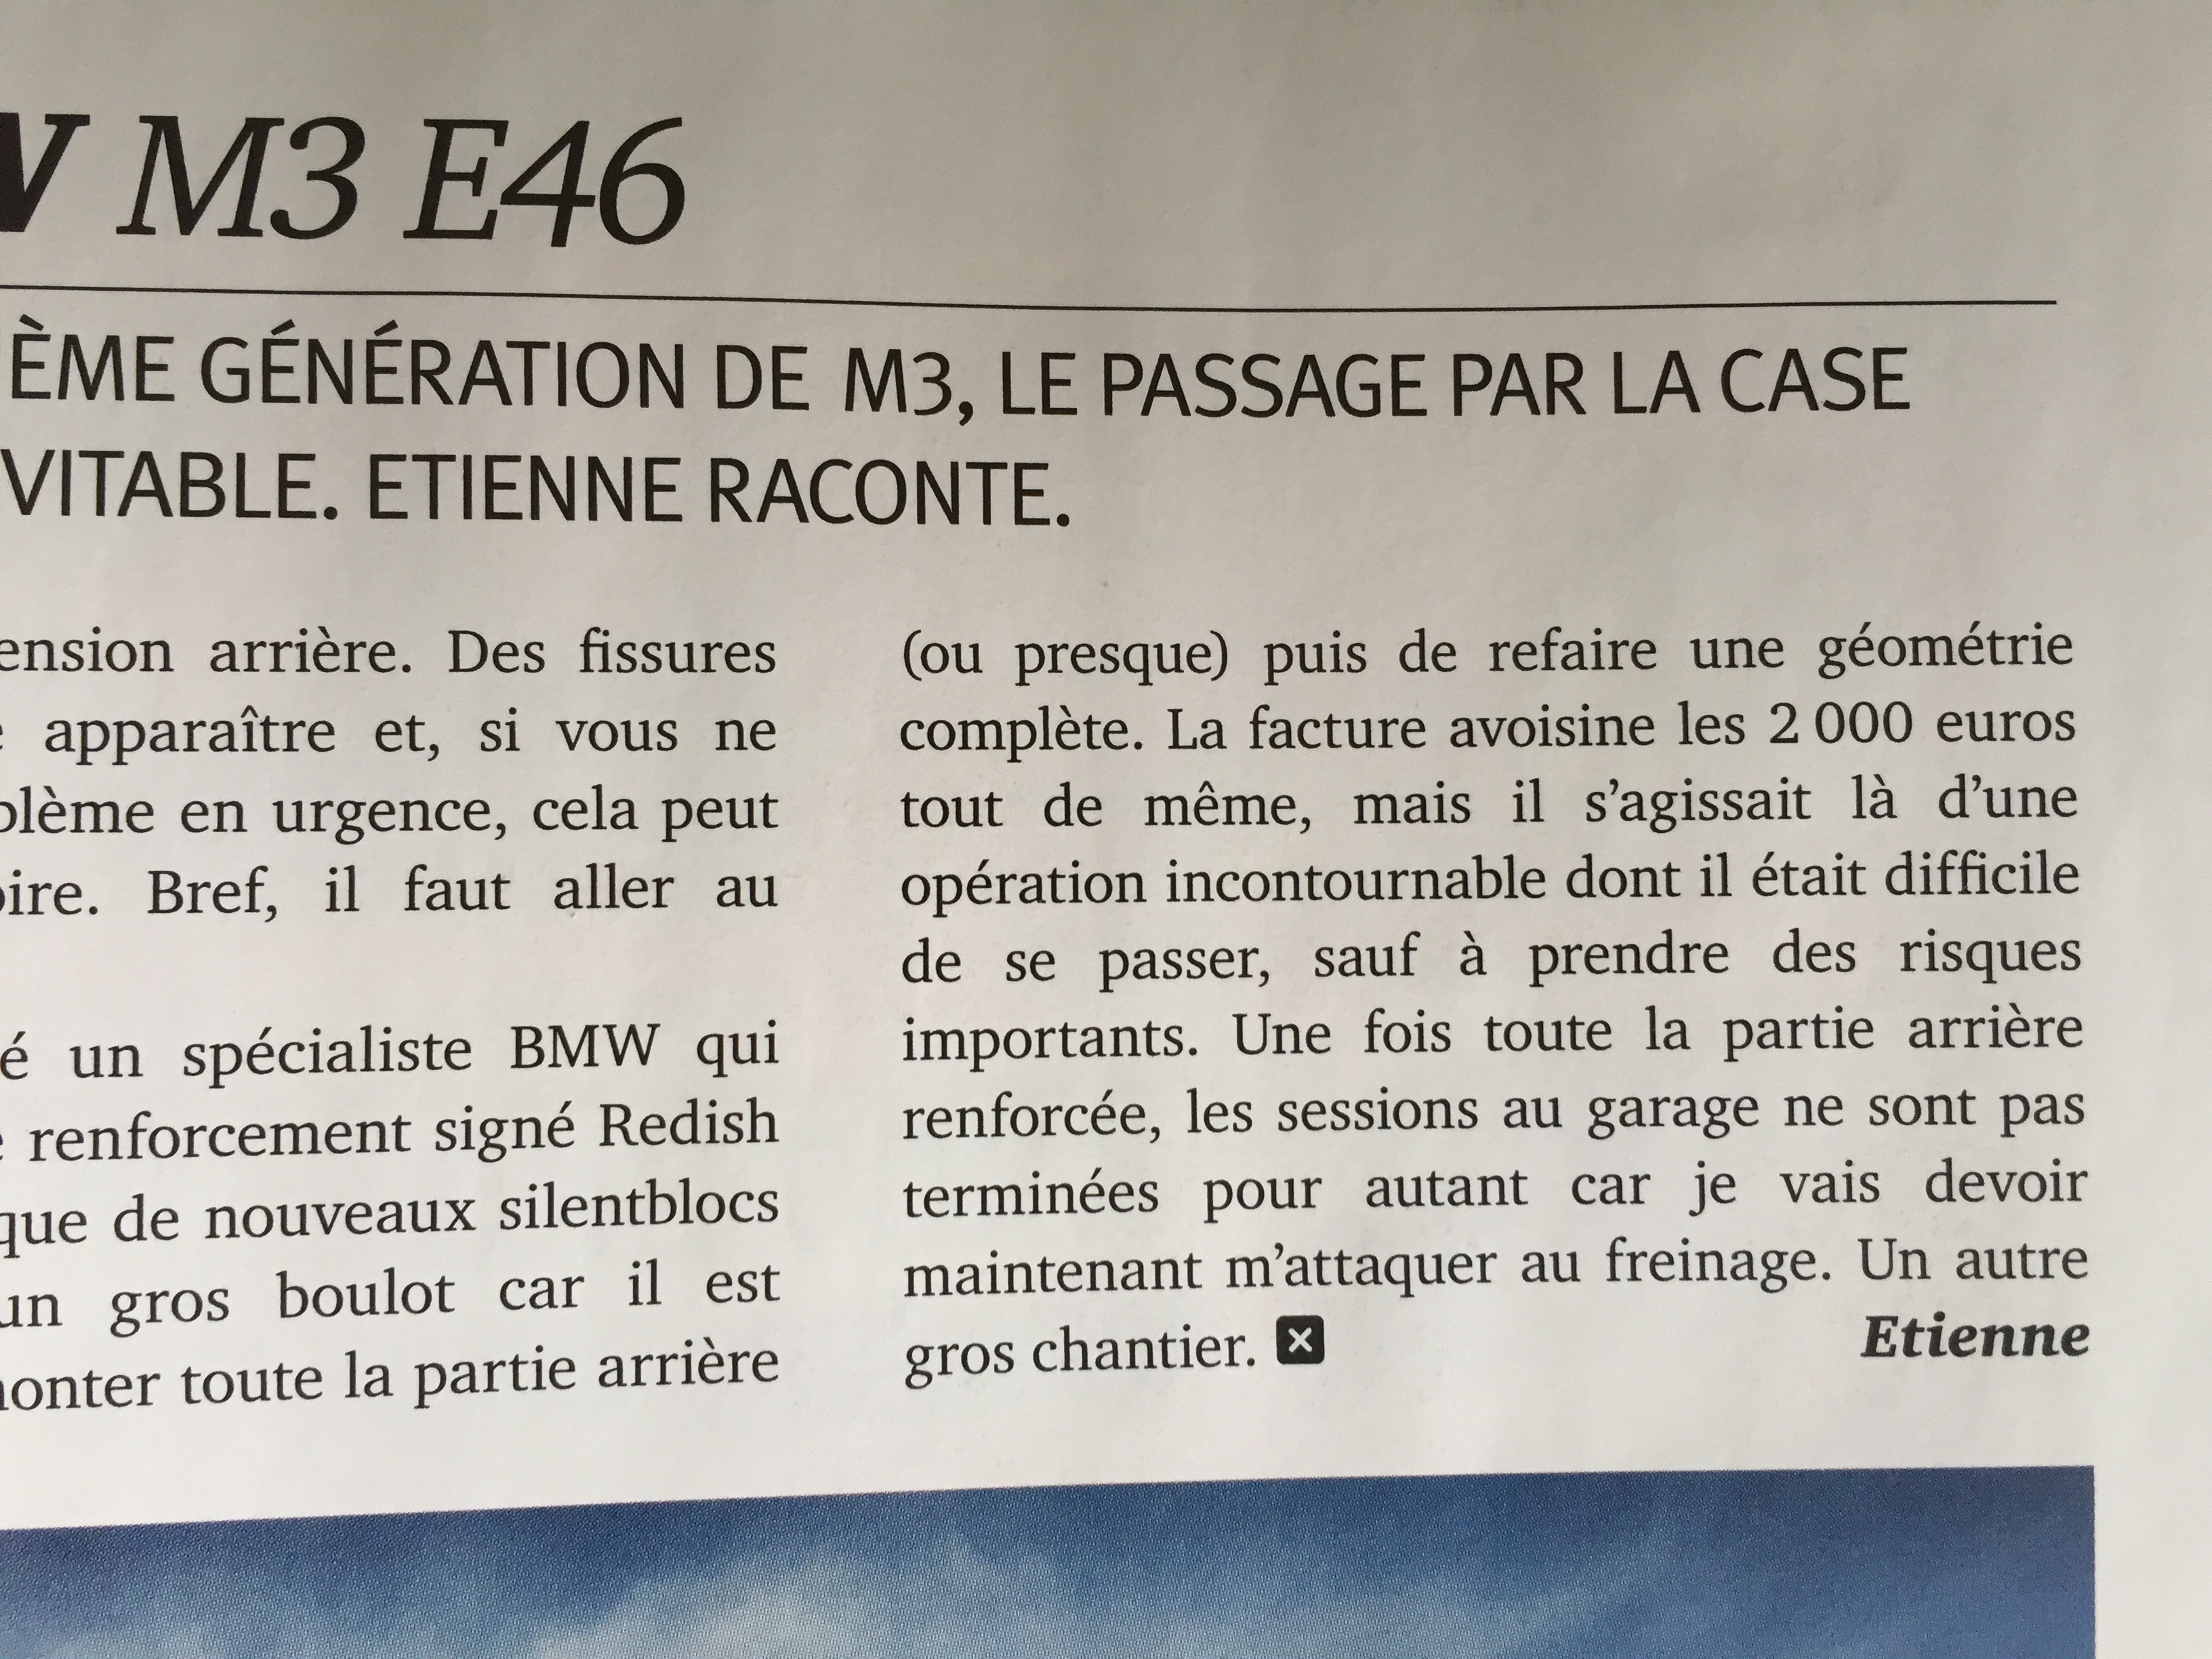 M3 E46
ÈME GÉNÉRATION DE M3, LE PASSAGE PAR LA CASE
VITABLE. ETIENNE RACONTE.
ension arrière. Des fissures
apparaître et, si vous ne
blème en urgence, cela peut
oire. Bref, il faut aller au
é un spécialiste BMW qui
renforcement signé Redish
que de nouveaux silentblocs
un gros boulot car il est
onter toute la partie arrière
(ou presque) puis de refaire une géométrie
complète. La facture avoisine les 2 000 euros
tout de même, mais il s’agissait là d’une
opération incontournable dont il était difficile
de se passer, sauf à prendre des risques
importants. Une fois toute la partie arrière
renforcée, les sessions au garage ne sont pas
terminées pour autant car je vais devoir
maintenant m’attaquer au freinage. Un autre
gros chantier.
Etienne